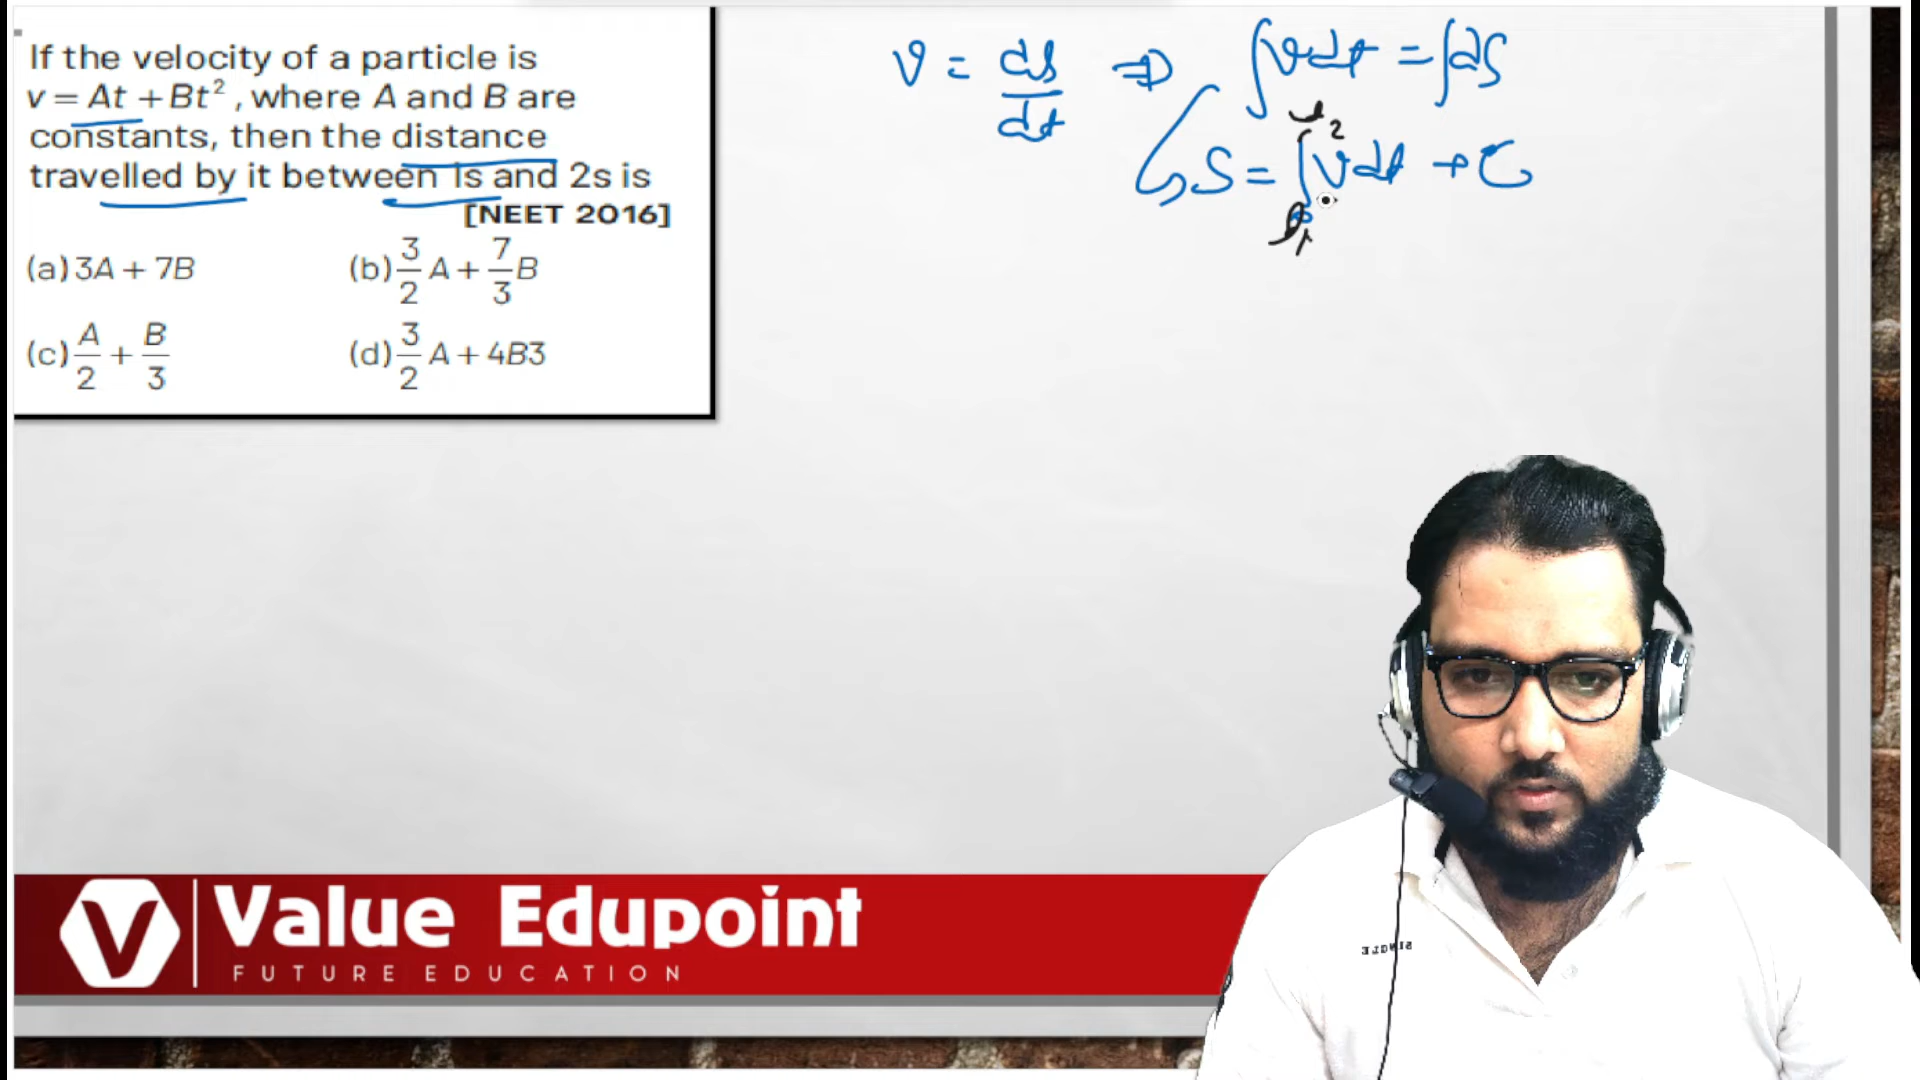 If the velocity of a particle is
v = At + Bt², where A and B are
constants, then the distance
travelled by it between 1s and 2s is
[NEET 2016]
(a) 3A + 7B
(b) 3/2 A + 7/3 B
(c) A/2 + B/3
(d) 3/2 A + 4B3
v = ds/dt ⇒ ∫v dt = ∫ds
S = ∫v dt + C
V
Value Edupoint
FUTURE EDUCATION
SINGLE